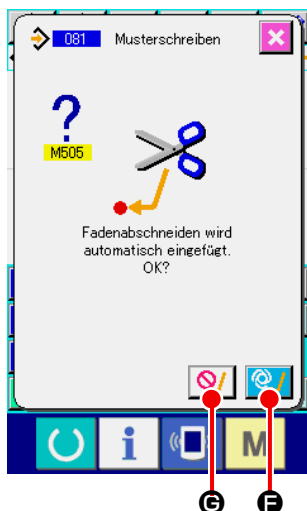 081 Musterschreiben
M505
Fadenabschneiden wird
automatisch eingefügt.
OK?
i M
G F